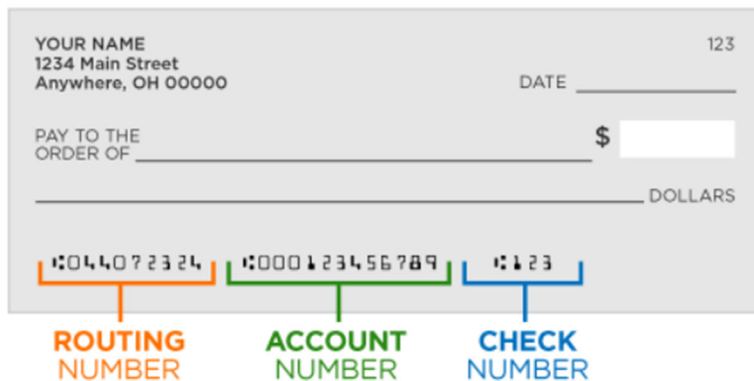 YOUR NAME 123
1234 Main Street
Anywhere, OH 00000
DATE
PAY TO THE
ORDER OF $
DOLLARS
⑆044072324 ⑆000123456789 ⑆123
ROUTING ACCOUNT CHECK
NUMBER NUMBER NUMBER